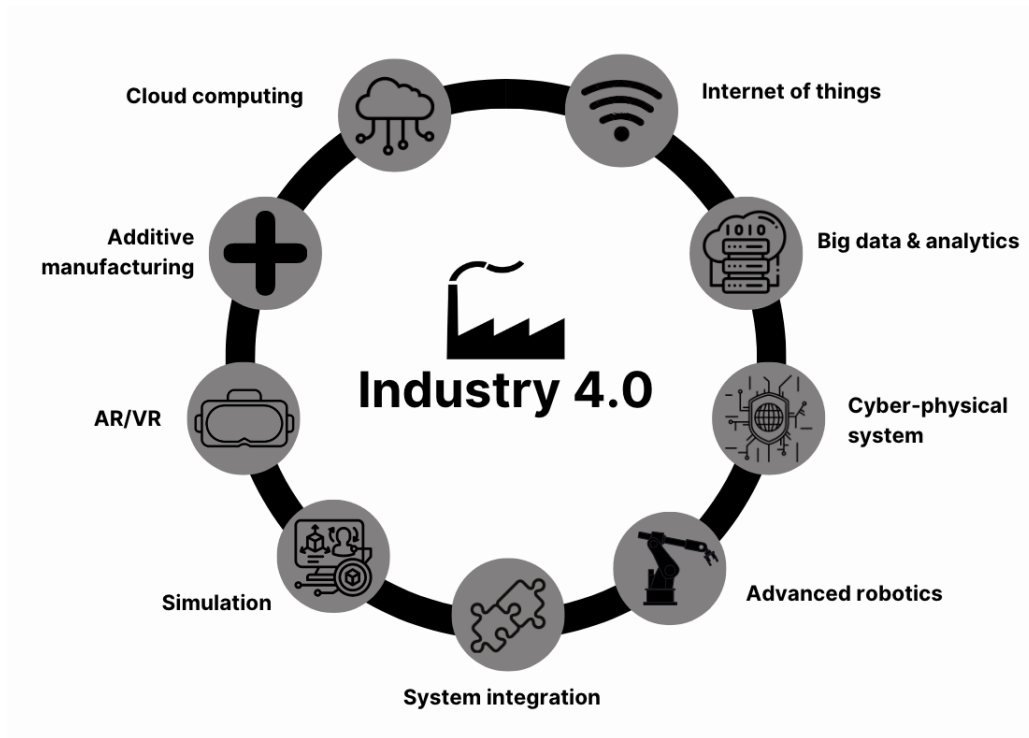 Cloud computing
Internet of things
Additive
manufacturing
1010
Big data & analytics
Industry 4.0
AR/VR
Cyber-physical
system
Simulation
Advanced robotics
System integration